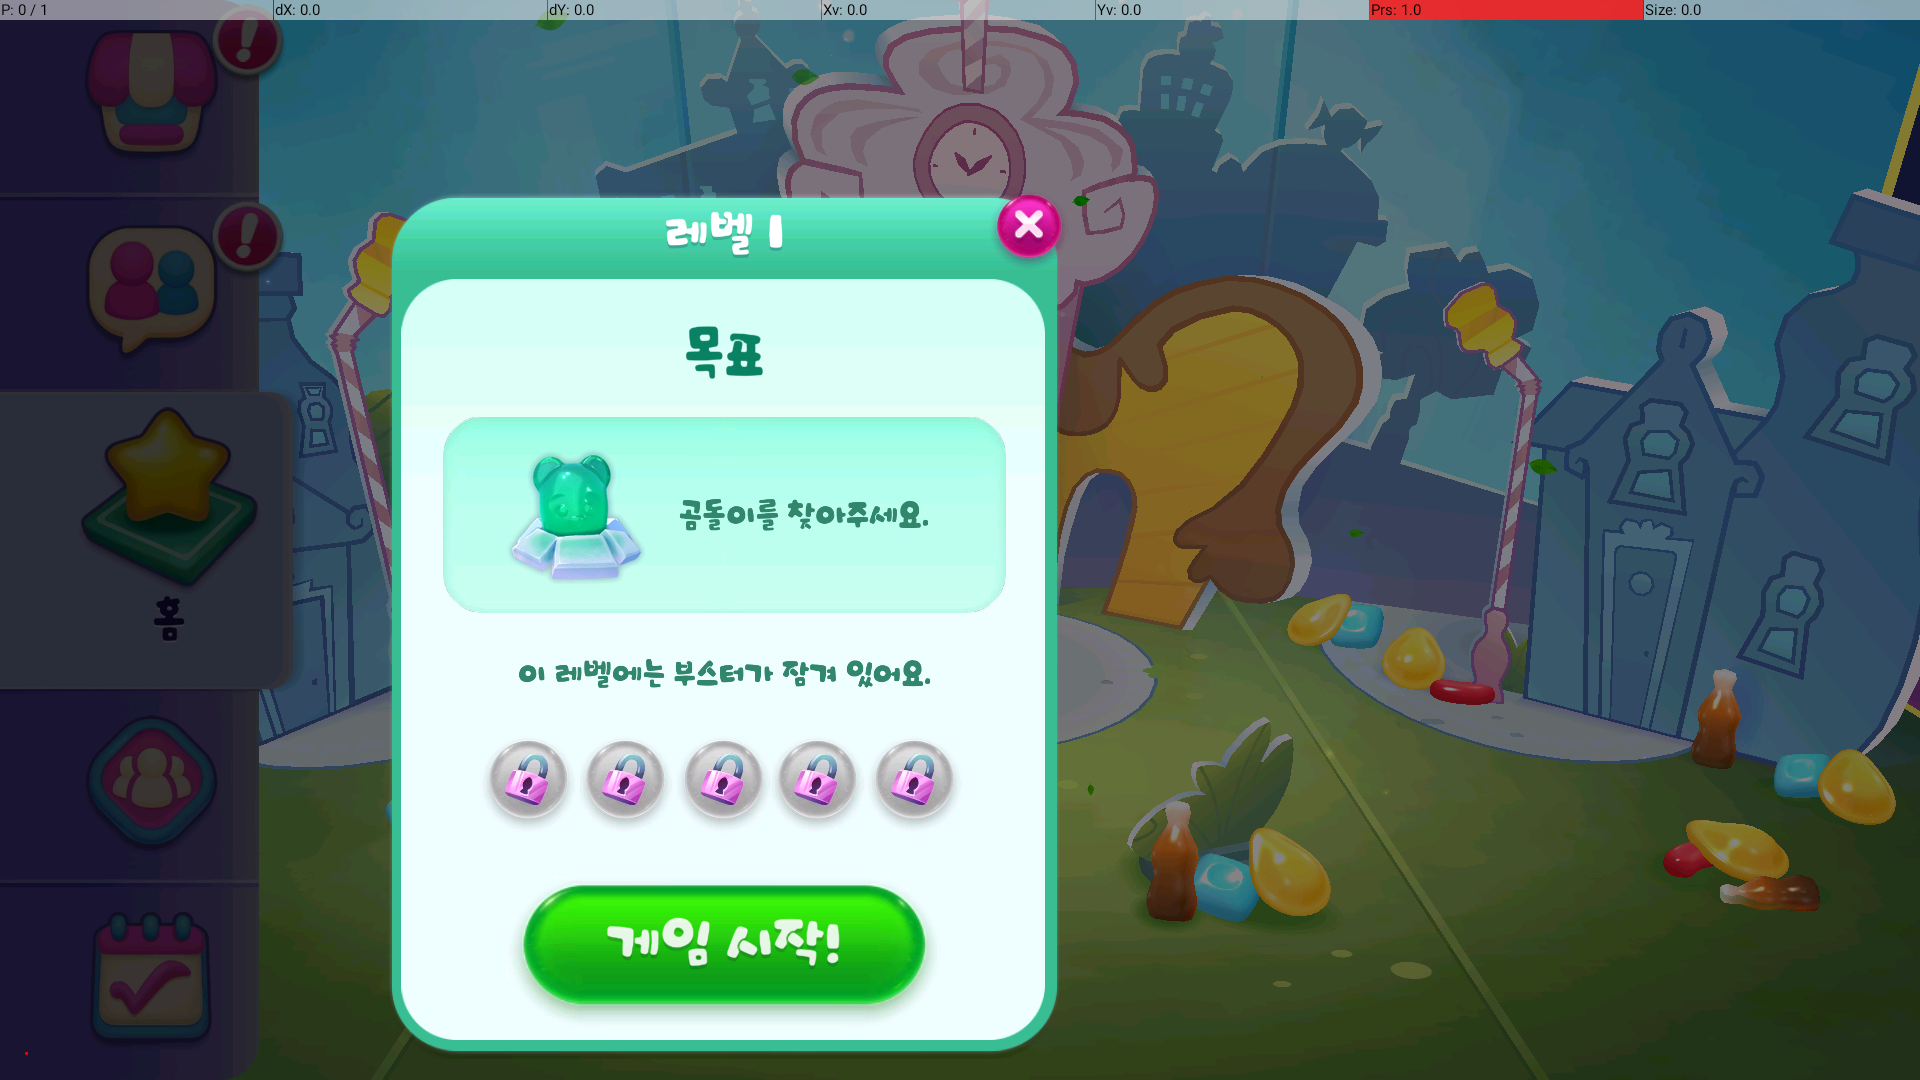 P: 0 / 1 dX: 0.0 dY: 0.0 Xv: 0.0 Yv: 0.0 Prs: 1.0 Size: 0.0
레벨 1
목표
곰돌이를 찾아주세요.
홈
이 레벨에는 부스터가 잠겨 있어요.
게임 시작!